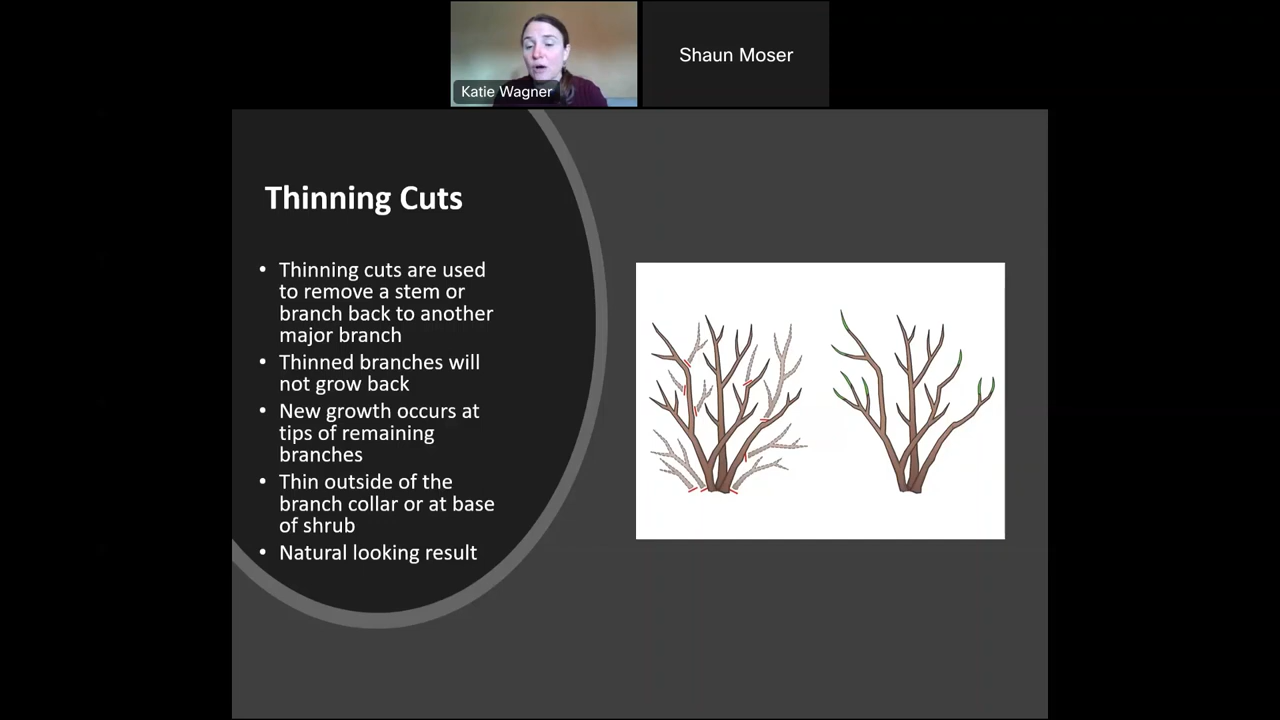 Katie Wagner
Shaun Moser
Thinning Cuts
• Thinning cuts are used
to remove a stem or
branch back to another
major branch
• Thinned branches will
not grow back
• New growth occurs at
tips of remaining
branches
• Thin outside of the
branch collar or at base
of shrub
• Natural looking result